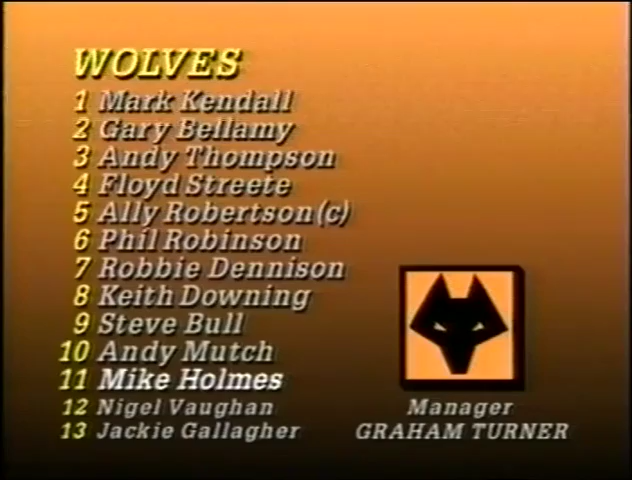 WOLVES
1 Mark Kendall
2 Gary Bellamy
3 Andy Thompson
4 Floyd Streete
5 Ally Robertson (c)
6 Phil Robinson
7 Robbie Dennison
8 Keith Downing
9 Steve Bull
10 Andy Mutch
11 Mike Holmes
12 Nigel Vaughan
13 Jackie Gallagher
Manager
GRAHAM TURNER